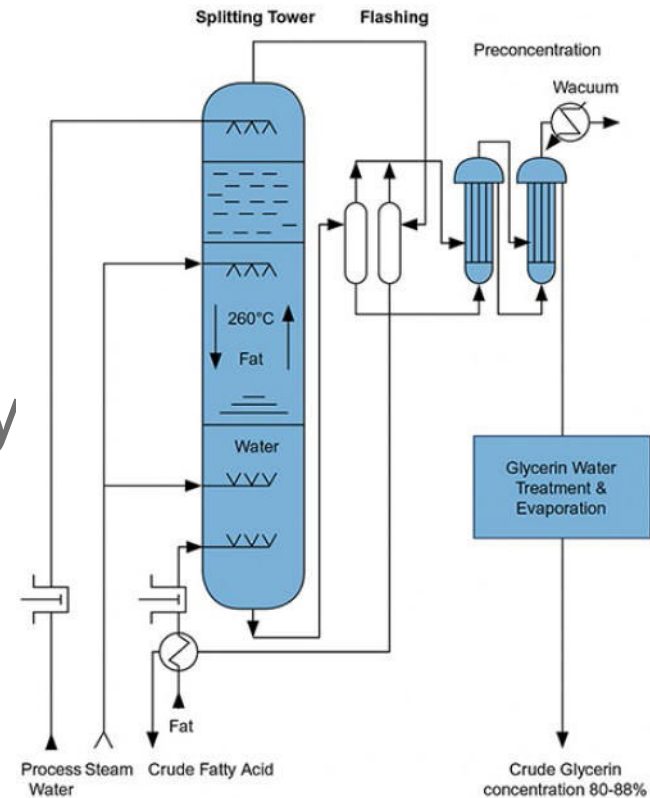 Splitting Tower
Flashing
Preconcentration
Wacuum
260°C
Fat
Water
Glycerin Water
Treatment &
Evaporation
Fat
Process Steam
Water
Crude Fatty Acid
Crude Glycerin
concentration 80-88%
y